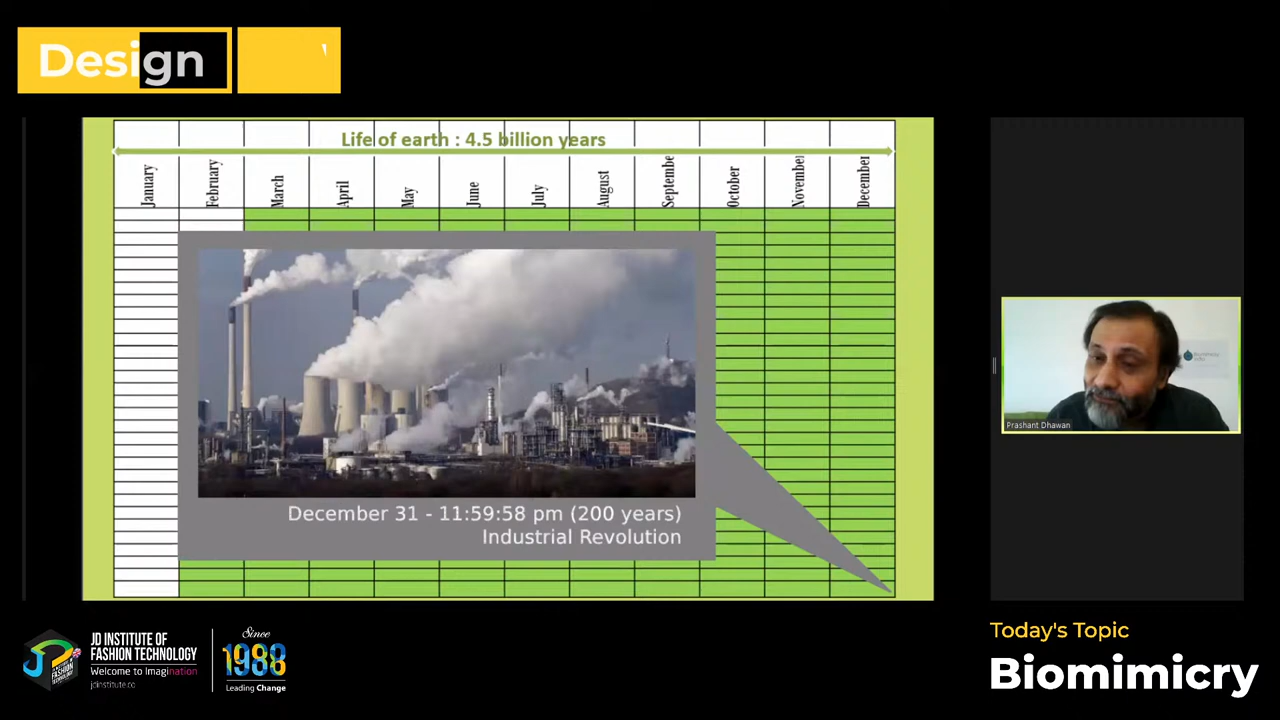 Design
Life of earth : 4.5 billion years
January
February
March
April
May
June
July
August
Septembe
October
November
December
December 31 - 11:59:58 pm (200 years)
Industrial Revolution
Prashant Dhawan
JD INSTITUTE OF
FASHION TECHNOLOGY
Welcome to Imagination
jdinstitute.co
Since
1988
Leading Change
Today's Topic
Biomimicry